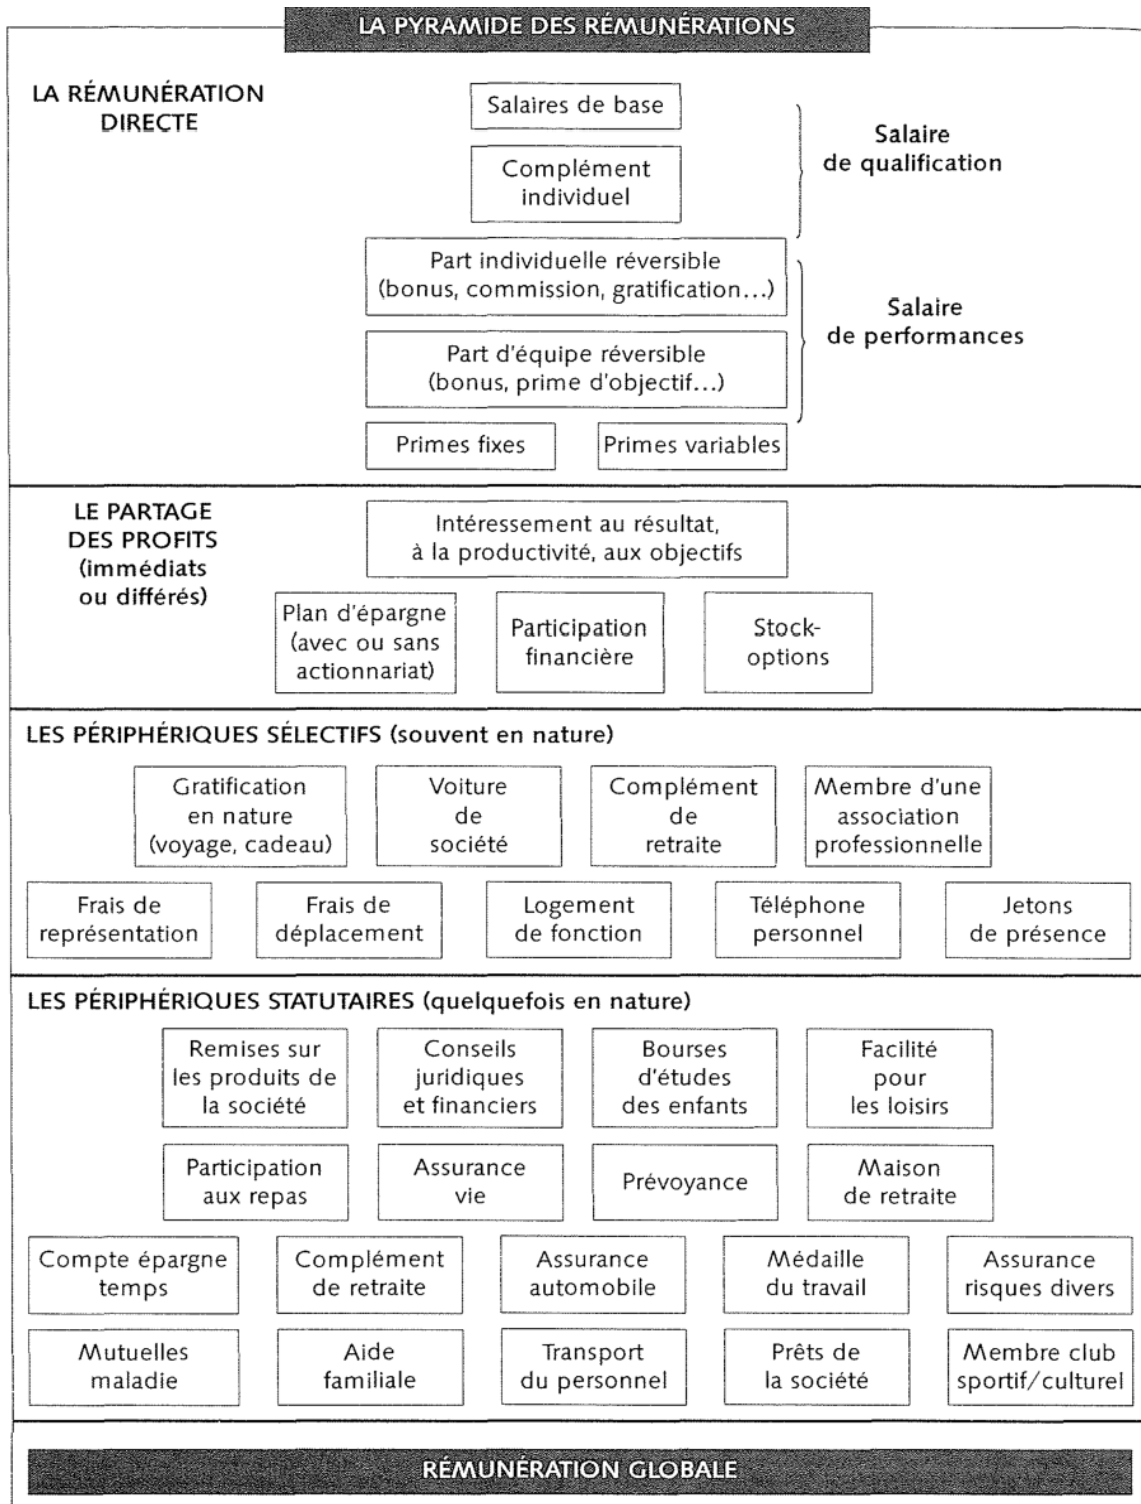 LA PYRAMIDE DES RÉMUNÉRATIONS
LA RÉMUNÉRATION
DIRECTE
Salaires de base
Complément
individuel
Salaire
de qualification
Part individuelle réversible
(bonus, commission, gratification...)
Part d'équipe réversible
(bonus, prime d'objectif...)
Salaire
de performances
Primes fixes
Primes variables
LE PARTAGE
DES PROFITS
(immédiats
ou différés)
Intéressement au résultat,
à la productivité, aux objectifs
Plan d'épargne
(avec ou sans
actionnariat)
Participation
financière
Stock-
options
LES PÉRIPHÉRIQUES SÉLECTIFS (souvent en nature)
Gratification
en nature
(voyage, cadeau)
Voiture
de
société
Complément
de
retraite
Membre d'une
association
professionnelle
Frais de
représentation
Frais de
déplacement
Logement
de fonction
Téléphone
personnel
Jetons
de présence
LES PÉRIPHÉRIQUES STATUTAIRES (quelquefois en nature)
Remises sur
les produits de
la société
Conseils
juridiques
et financiers
Bourses
d'études
des enfants
Facilité
pour
les loisirs
Participation
aux repas
Assurance
vie
Prévoyance
Maison
de retraite
Compte épargne
temps
Complément
de retraite
Assurance
automobile
Médaille
du travail
Assurance
risques divers
Mutuelles
maladie
Aide
familiale
Transport
du personnel
Prêts de
la société
Membre club
sportif/culturel
RÉMUNÉRATION GLOBALE